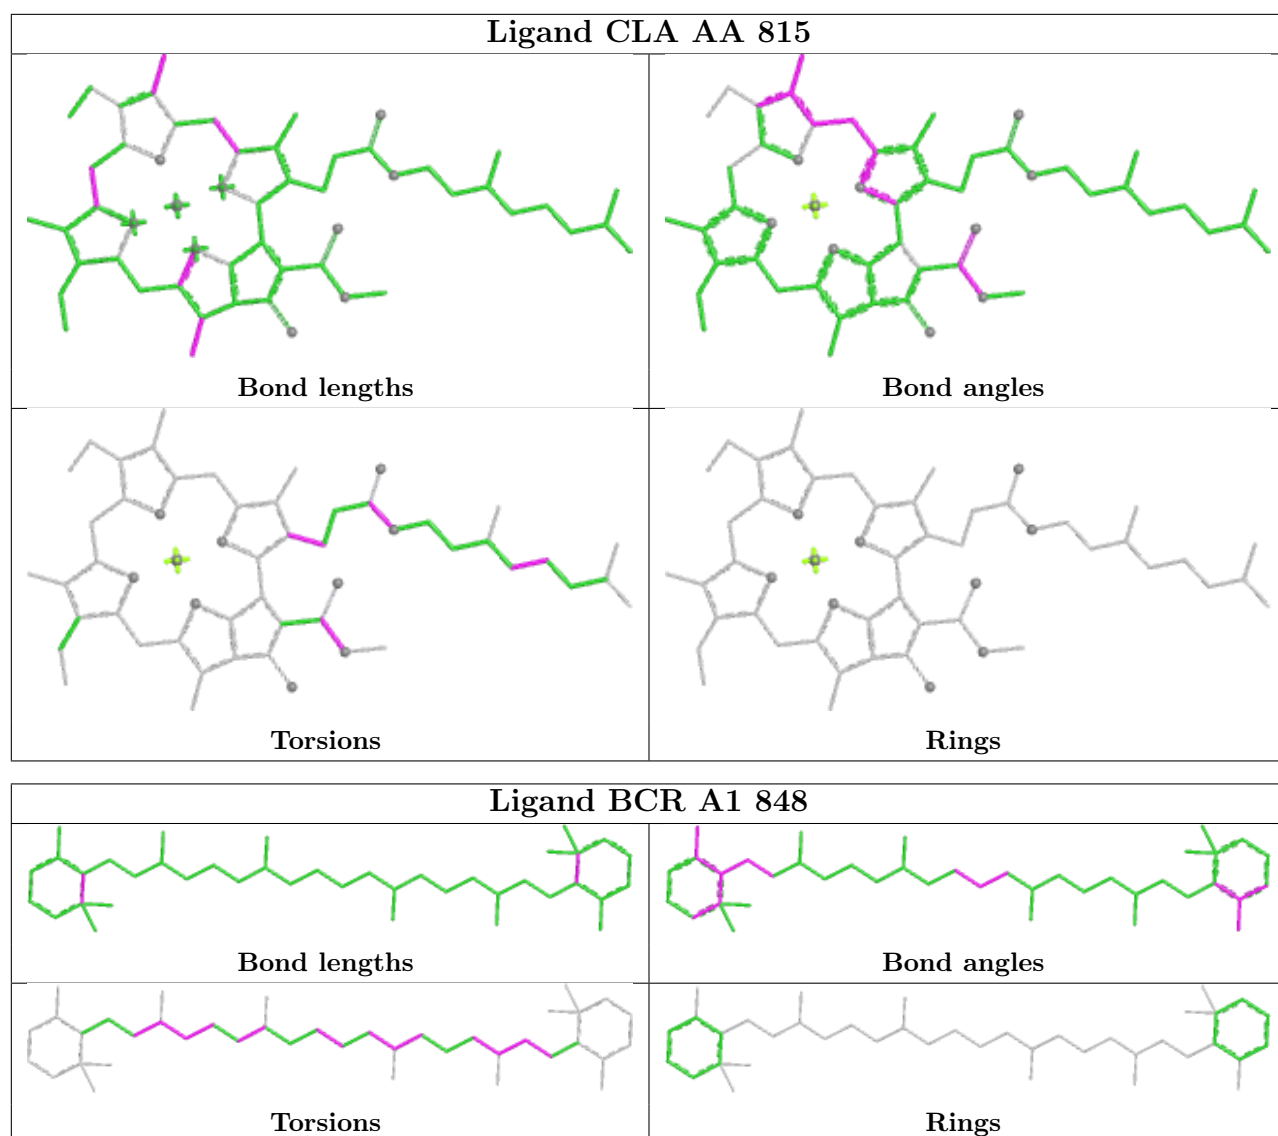 Ligand CLA AA 815
Bond lengths
Bond angles
Torsions
Rings
Ligand BCR A1 848
Bond lengths
Bond angles
Torsions
Rings